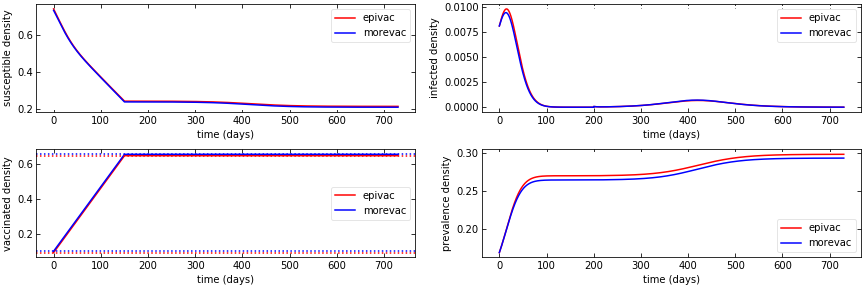 susceptible density
0.6
0.4
0.2
0 100 200 300 400 500 600 700
time (days)
epivac
morevac
infected density
0.0100
0.0075
0.0050
0.0025
0.0000
0 100 200 300 400 500 600 700
time (days)
epivac
morevac
vaccinated density
0.6
0.4
0.2
0 100 200 300 400 500 600 700
time (days)
epivac
morevac
prevalence density
0.30
0.25
0.20
0 100 200 300 400 500 600 700
time (days)
epivac
morevac